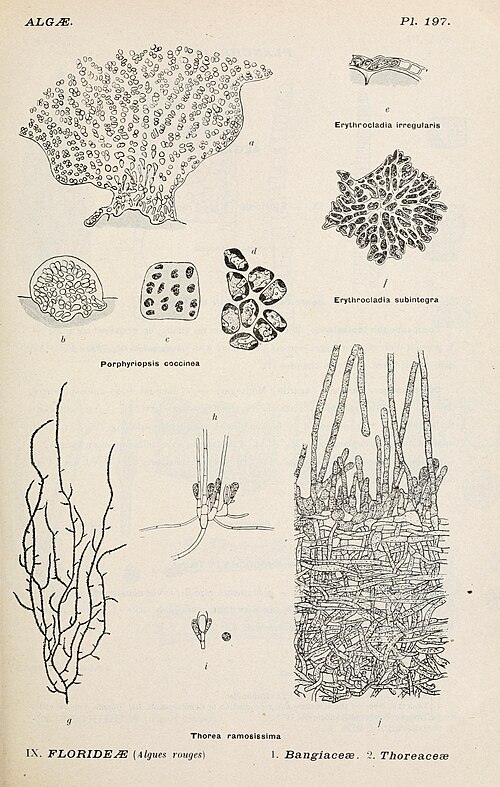 ALGÆ.
Pl. 197.
a
e
Erythrocladia irregularis
d
f
Erythrocladia subintegra
b
c
Porphyriopsis coccinea
h
i
g
j
Thorea ramosissima
IX. FLORIDEÆ (Algues rouges)
1. Bangiaceæ. 2. Thoreaceæ